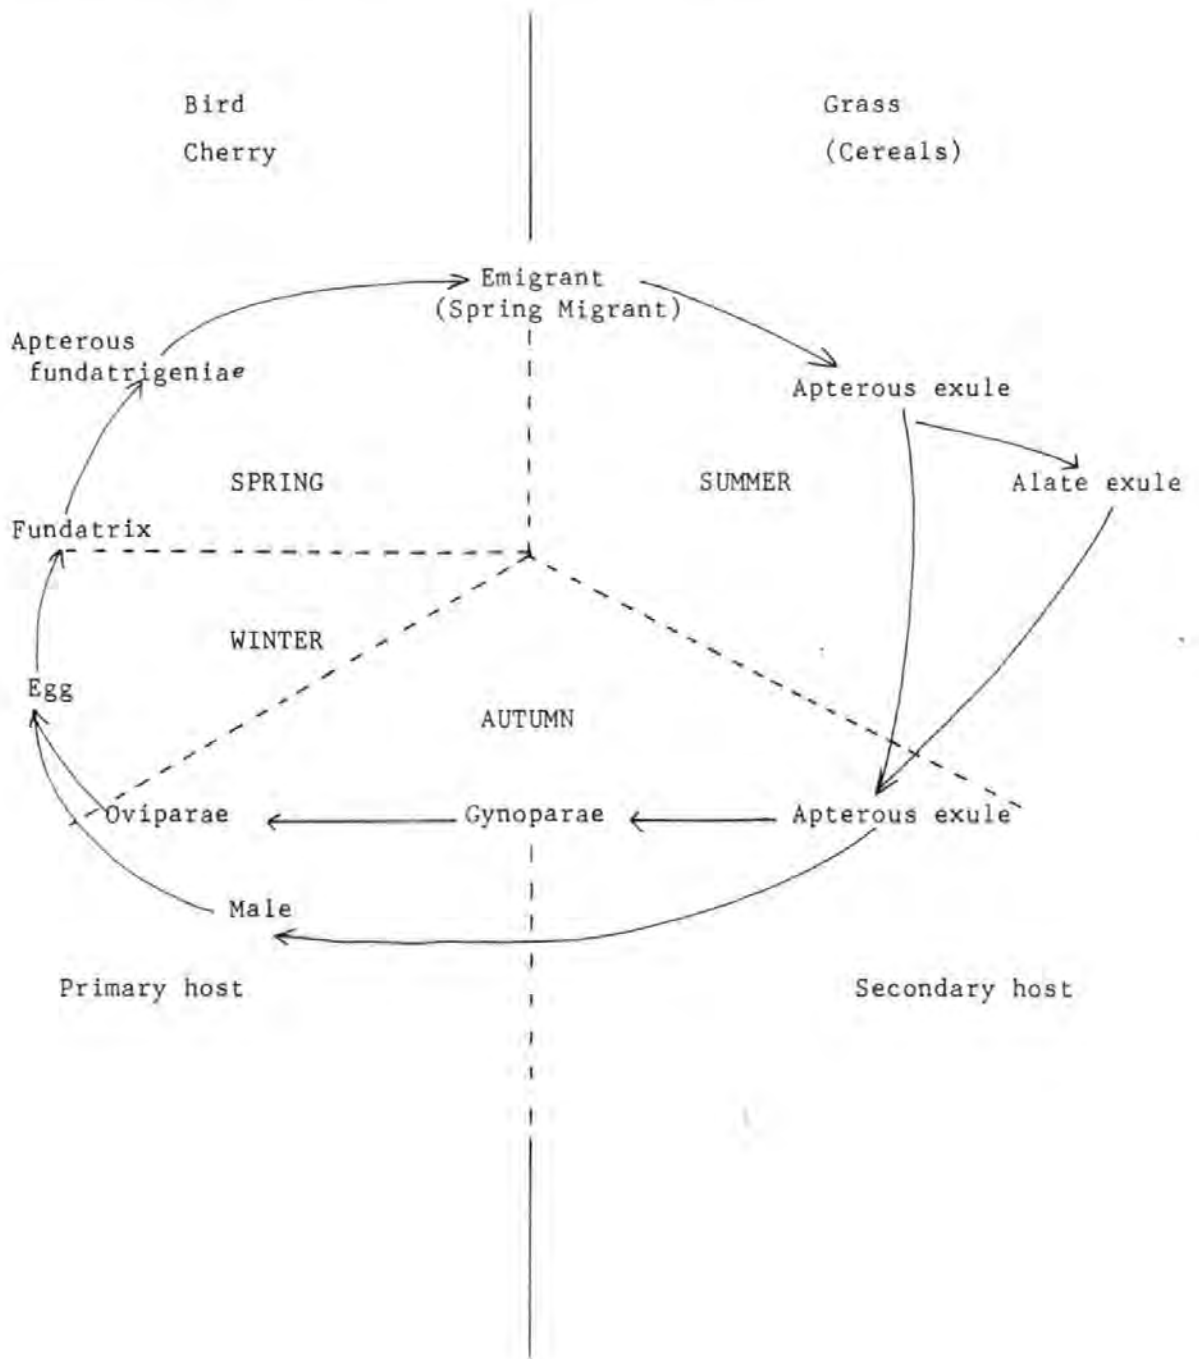 Bird
Cherry
Grass
(Cereals)
Emigrant
(Spring Migrant)
Apterous
fundatrigeniae
Apterous exule
SPRING
SUMMER
Alate exule
Fundatrix
WINTER
Egg
AUTUMN
Oviparae
Gynoparae
Apterous exule
Male
Primary host
Secondary host